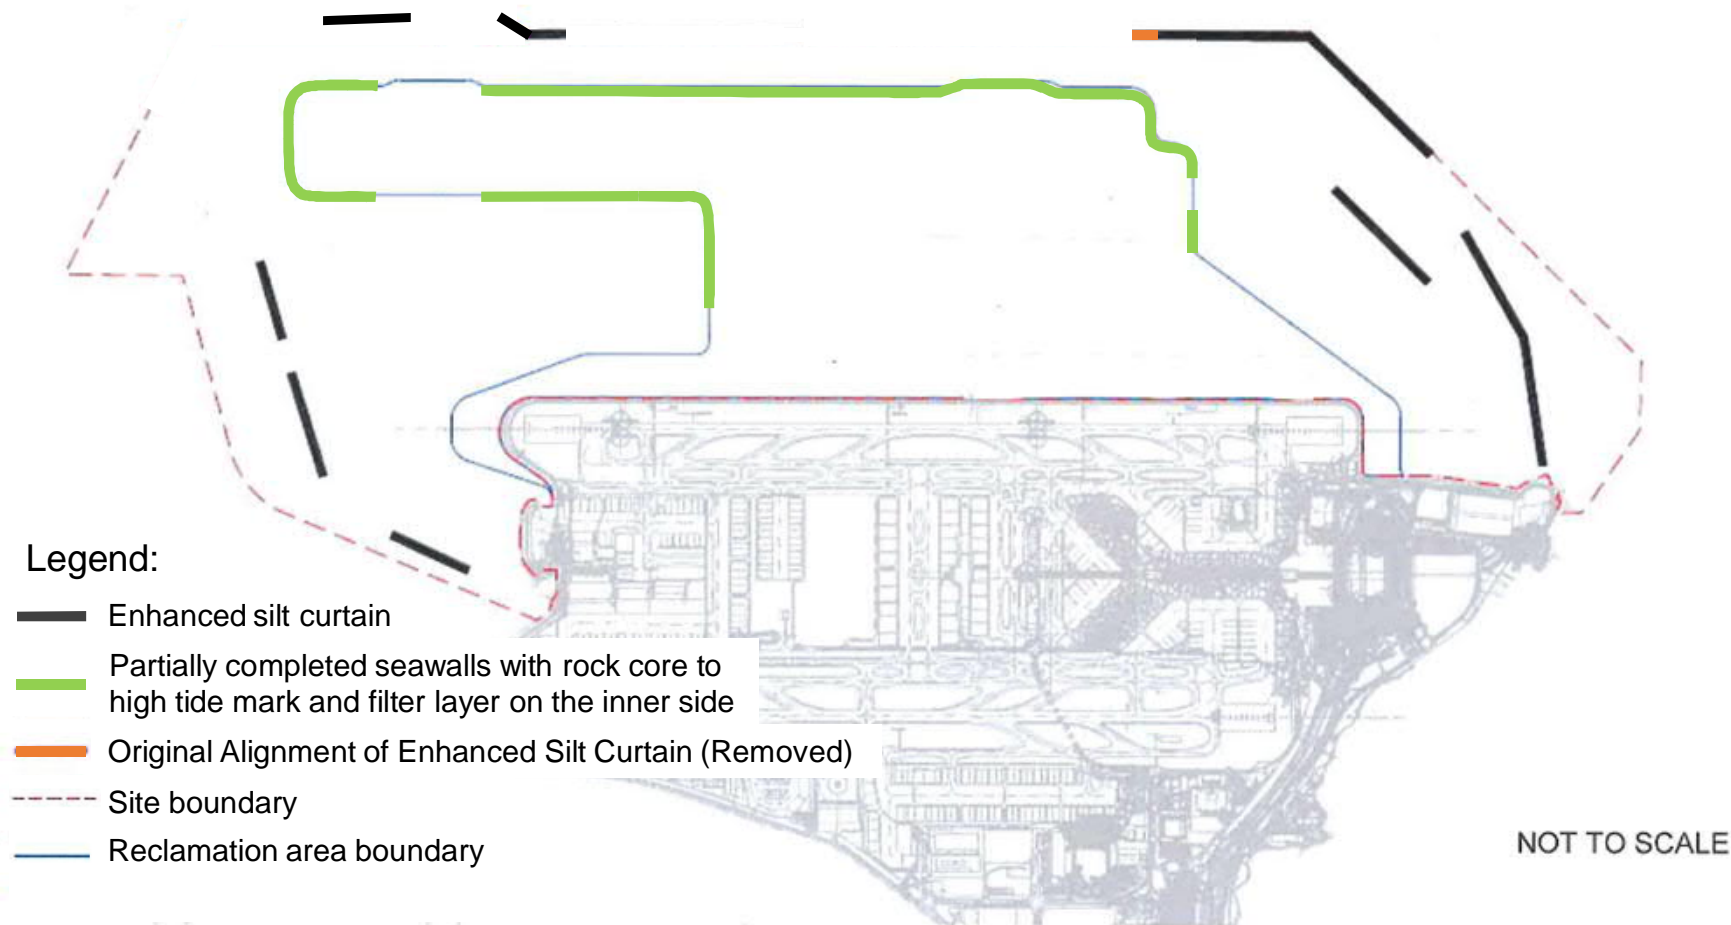 Legend:
Enhanced silt curtain
Partially completed seawalls with rock core to
high tide mark and filter layer on the inner side
Original Alignment of Enhanced Silt Curtain (Removed)
Site boundary
Reclamation area boundary
NOT TO SCALE